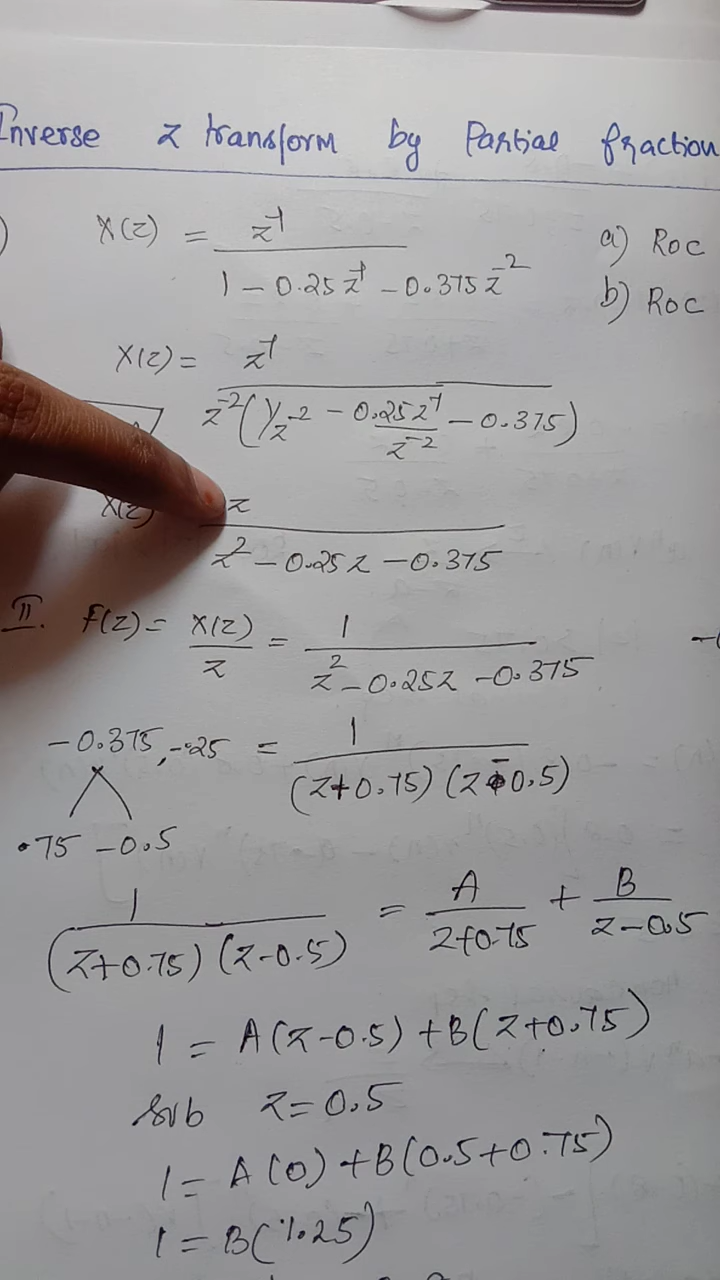 Inverse z transform by Partial fraction
) X(z) = z⁻¹ / (1 - 0.25z⁻¹ - 0.375z⁻²) a) Roc
b) Roc
X(z) = z⁻¹ / (z⁻²(1/z⁻² - 0.25z⁻¹/z⁻² - 0.375))
X(z) z / (z² - 0.25z - 0.375)
II. F(z) = X(z)/z = 1 / (z² - 0.25z - 0.375)
-0.375, -.25 = 1 / ((z+0.75)(z-0.5))
.75 -0.5
1 / ((z+0.75)(z-0.5)) = A/(z+0.75) + B/(z-0.5)
1 = A(z-0.5) + B(z+0.75)
sub z = 0.5
1 = A(0) + B(0.5+0.75)
1 = B(1.25)